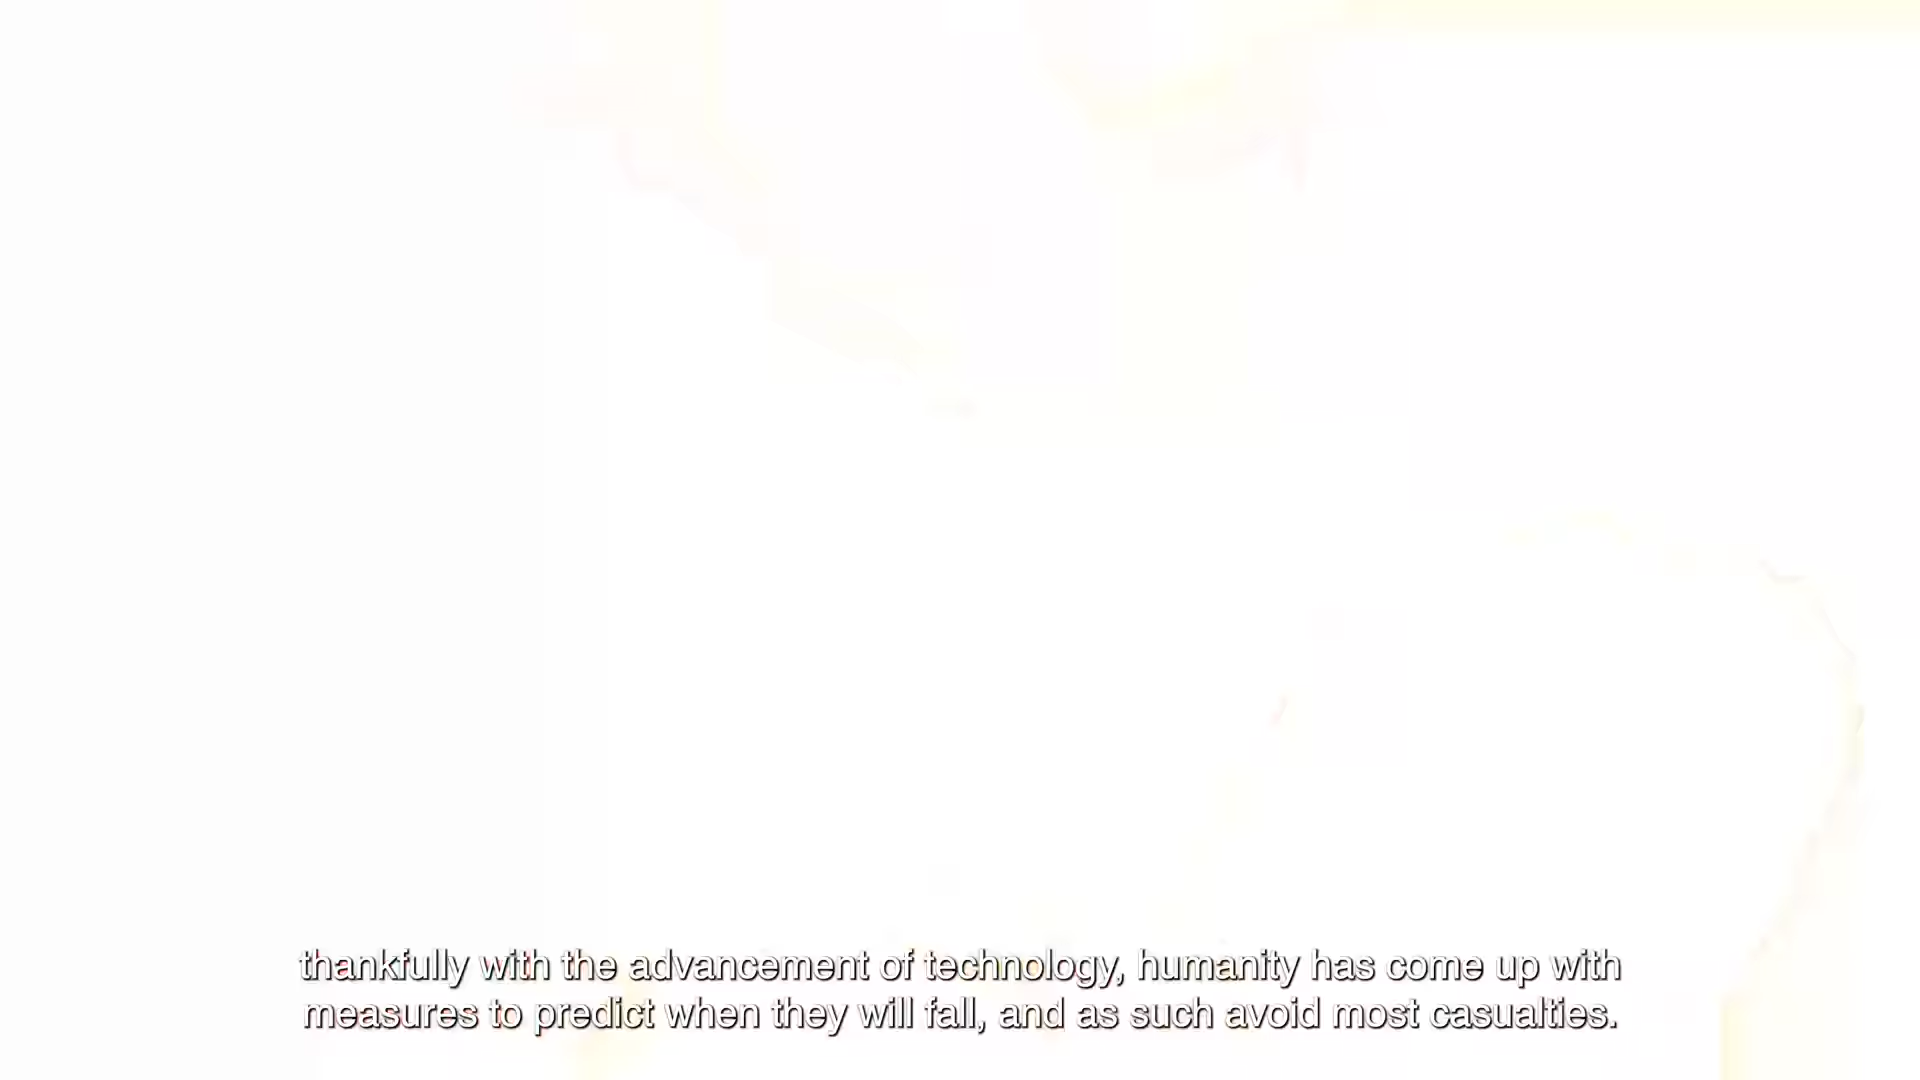 thankfully with the advancement of technology, humanity has come up with
measures to predict when they will fall, and as such avoid most casualties.